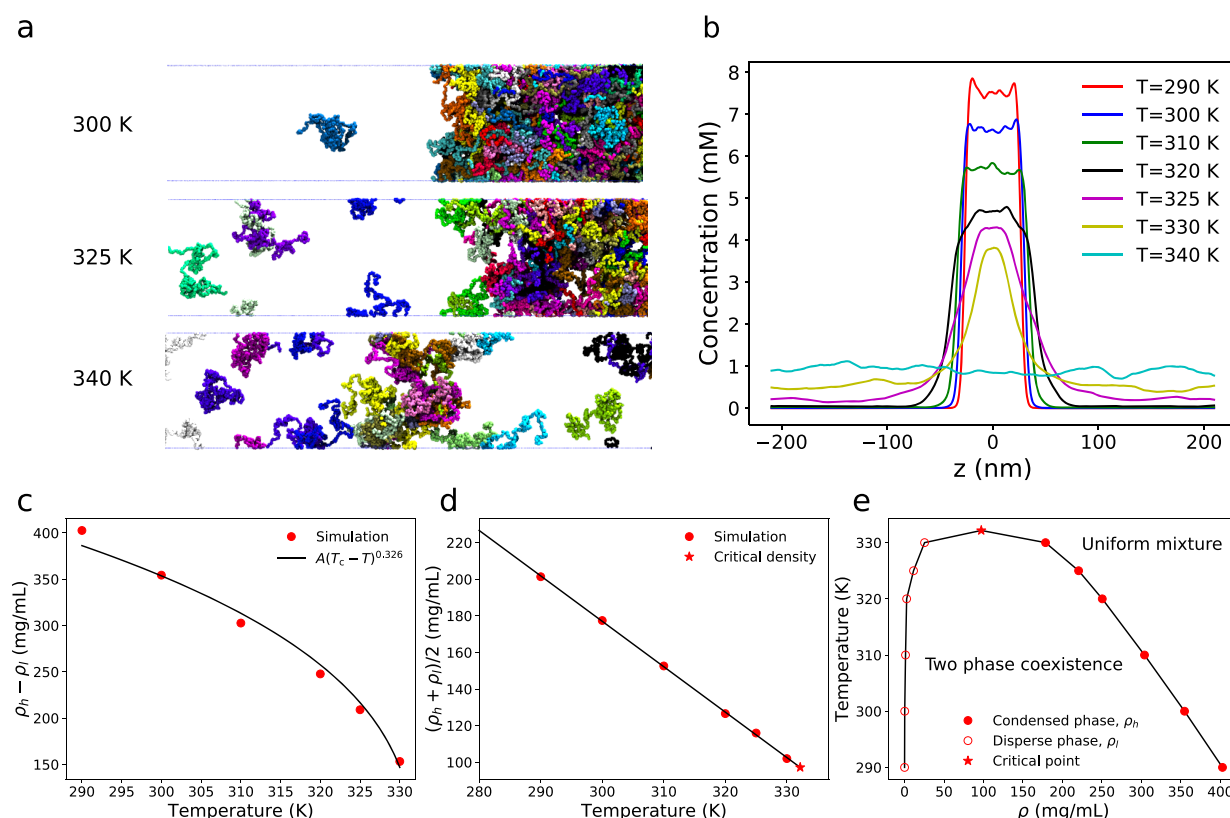 a
300 K
325 K
340 K
b
Concentration (mM)
8
7
6
5
4
3
2
1
0
−200
−100
0
100
200
z (nm)
T=290 K
T=300 K
T=310 K
T=320 K
T=325 K
T=330 K
T=340 K
c
ρh − ρl (mg/mL)
400
350
300
250
200
150
290 295 300 305 310 315 320 325 330
Temperature (K)
Simulation
A(Tc − T)^0.326
d
(ρh + ρl)/2 (mg/mL)
220
200
180
160
140
120
100
280 290 300 310 320 330
Temperature (K)
Simulation
Critical density
e
Temperature (K)
330
320
310
300
290
0 50 100 150 200 250 300 350 400
ρ (mg/mL)
Uniform mixture
Two phase coexistence
Condensed phase, ρh
Disperse phase, ρl
Critical point